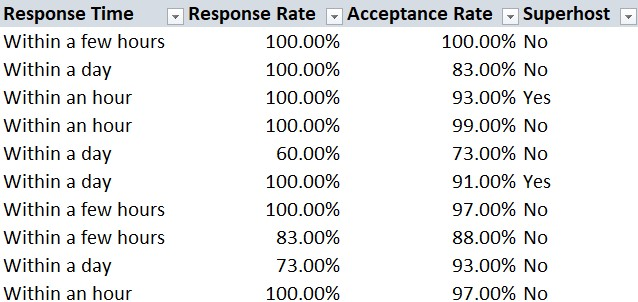 Response Time Response Rate Acceptance Rate Superhost
Within a few hours 100.00% 100.00% No
Within a day 100.00% 83.00% No
Within an hour 100.00% 93.00% Yes
Within an hour 100.00% 99.00% No
Within a day 60.00% 73.00% No
Within a day 100.00% 91.00% Yes
Within a few hours 100.00% 97.00% No
Within a few hours 83.00% 88.00% No
Within a day 73.00% 93.00% No
Within an hour 100.00% 97.00% No